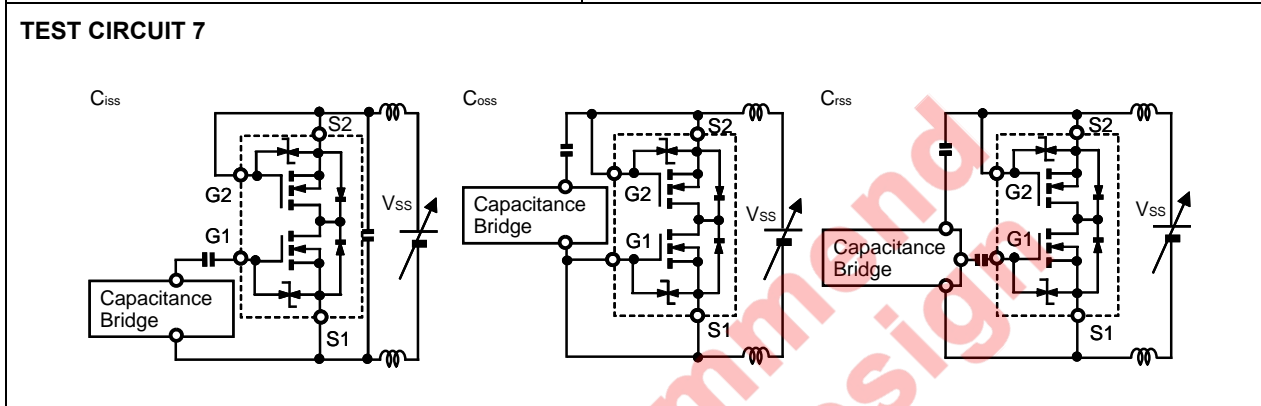 TEST CIRCUIT 7
Ciss
S2
G2
G1
S1
VSS
Capacitance
Bridge
Coss
S2
G2
G1
S1
VSS
Capacitance
Bridge
Crss
S2
G2
G1
S1
VSS
Capacitance
Bridge